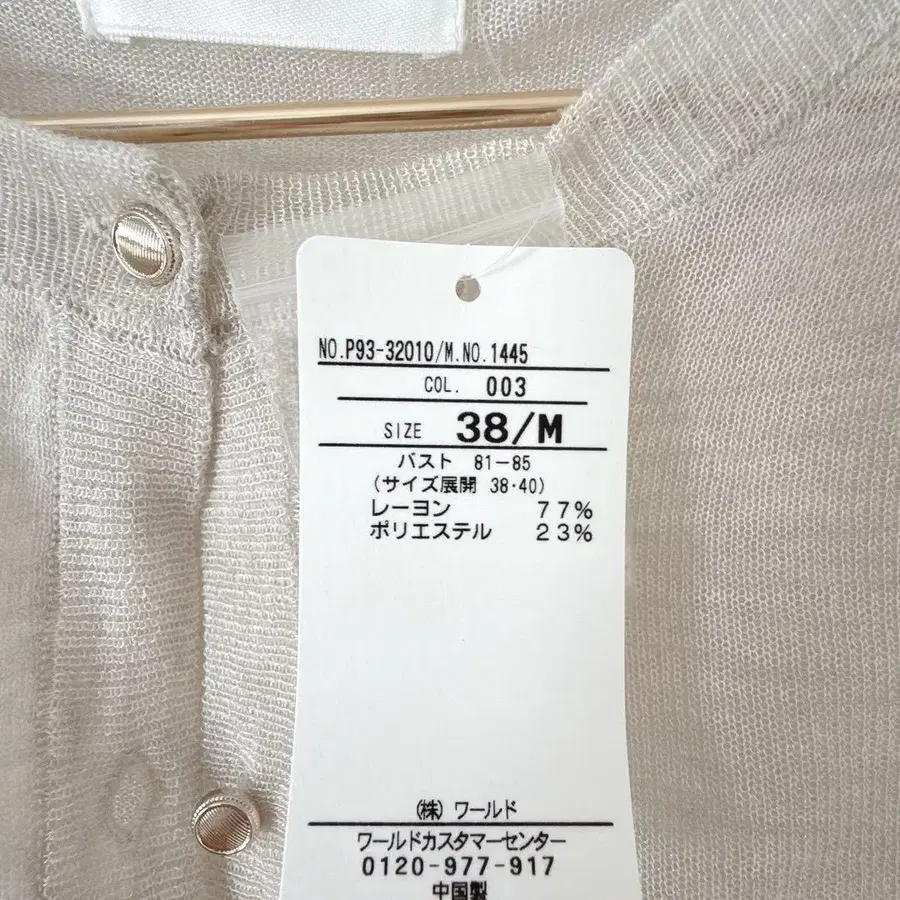 NO.P93-32010/M.NO.1445
COL. 003
SIZE 38/M
バスト 81−85
(サイズ展開 38・40)
レーヨン 77%
ポリエステル 23%
(株) ワールド
ワールドカスタマーセンター
0120-977-917
中国製